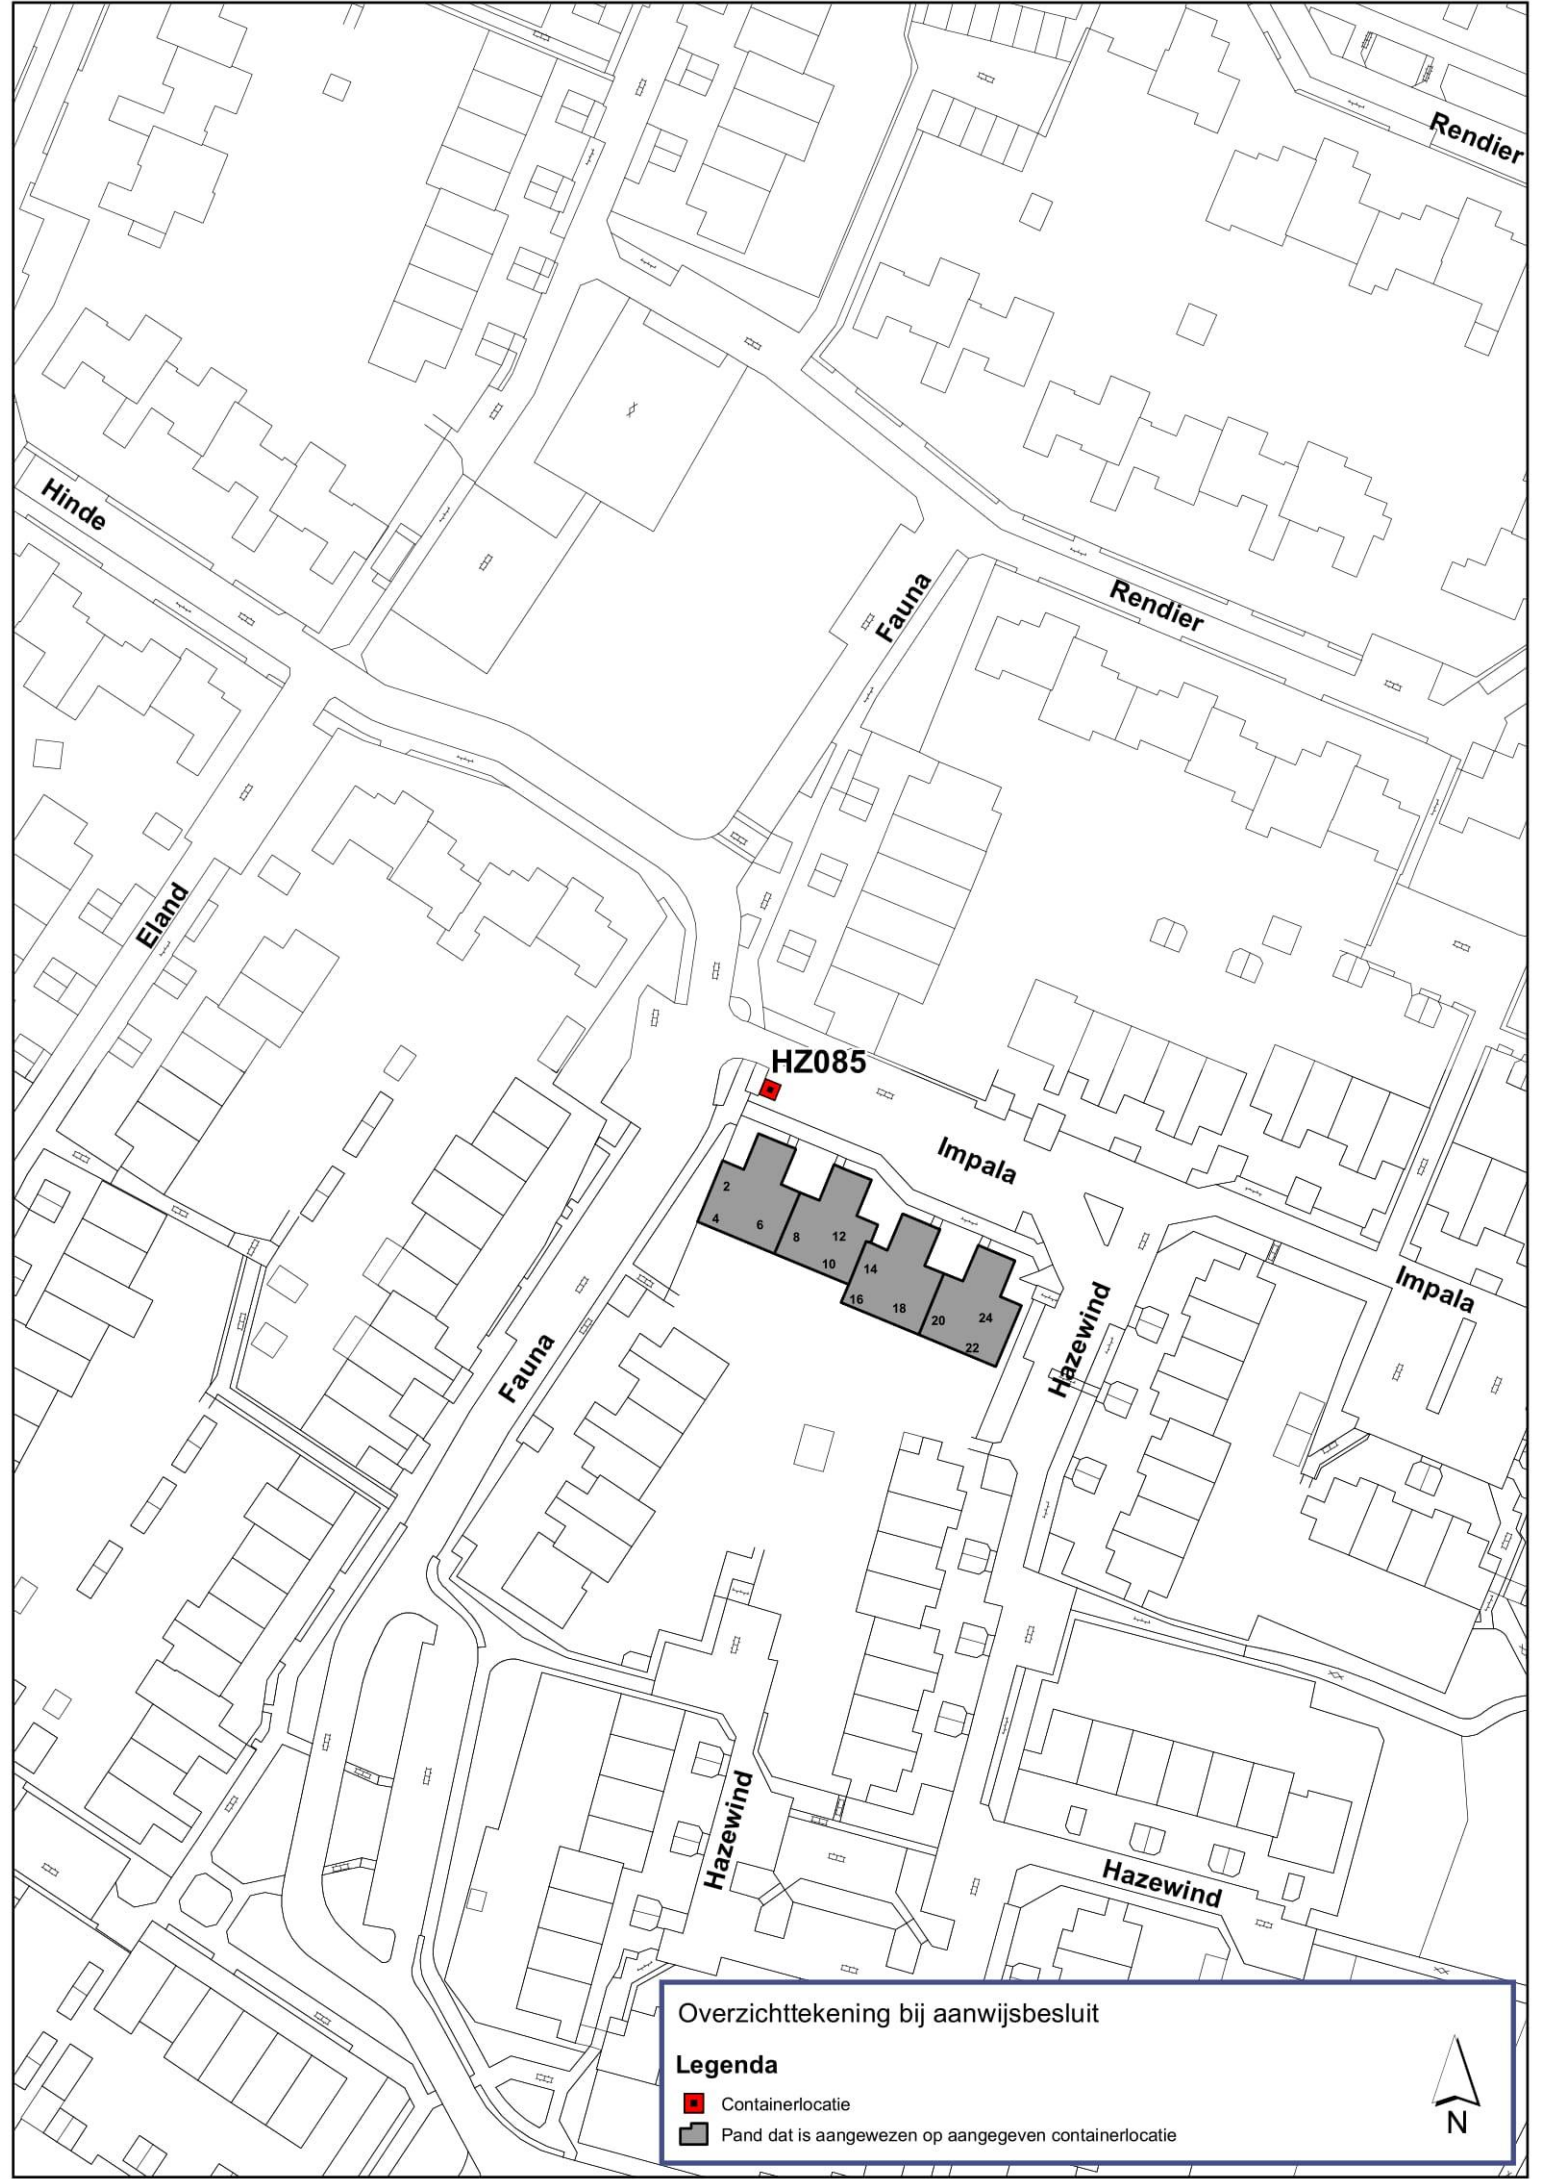 Rendier
Hinde
Fauna
Rendier
Eland
HZ085
Impala
2
4
6
8
12
10
14
16
18
20
24
22
Impala
Hazewind
Fauna
Hazewind
Hazewind
Overzichttekening bij aanwijsbesluit
Legenda
Containerlocatie
Pand dat is aangewezen op aangegeven containerlocatie
N